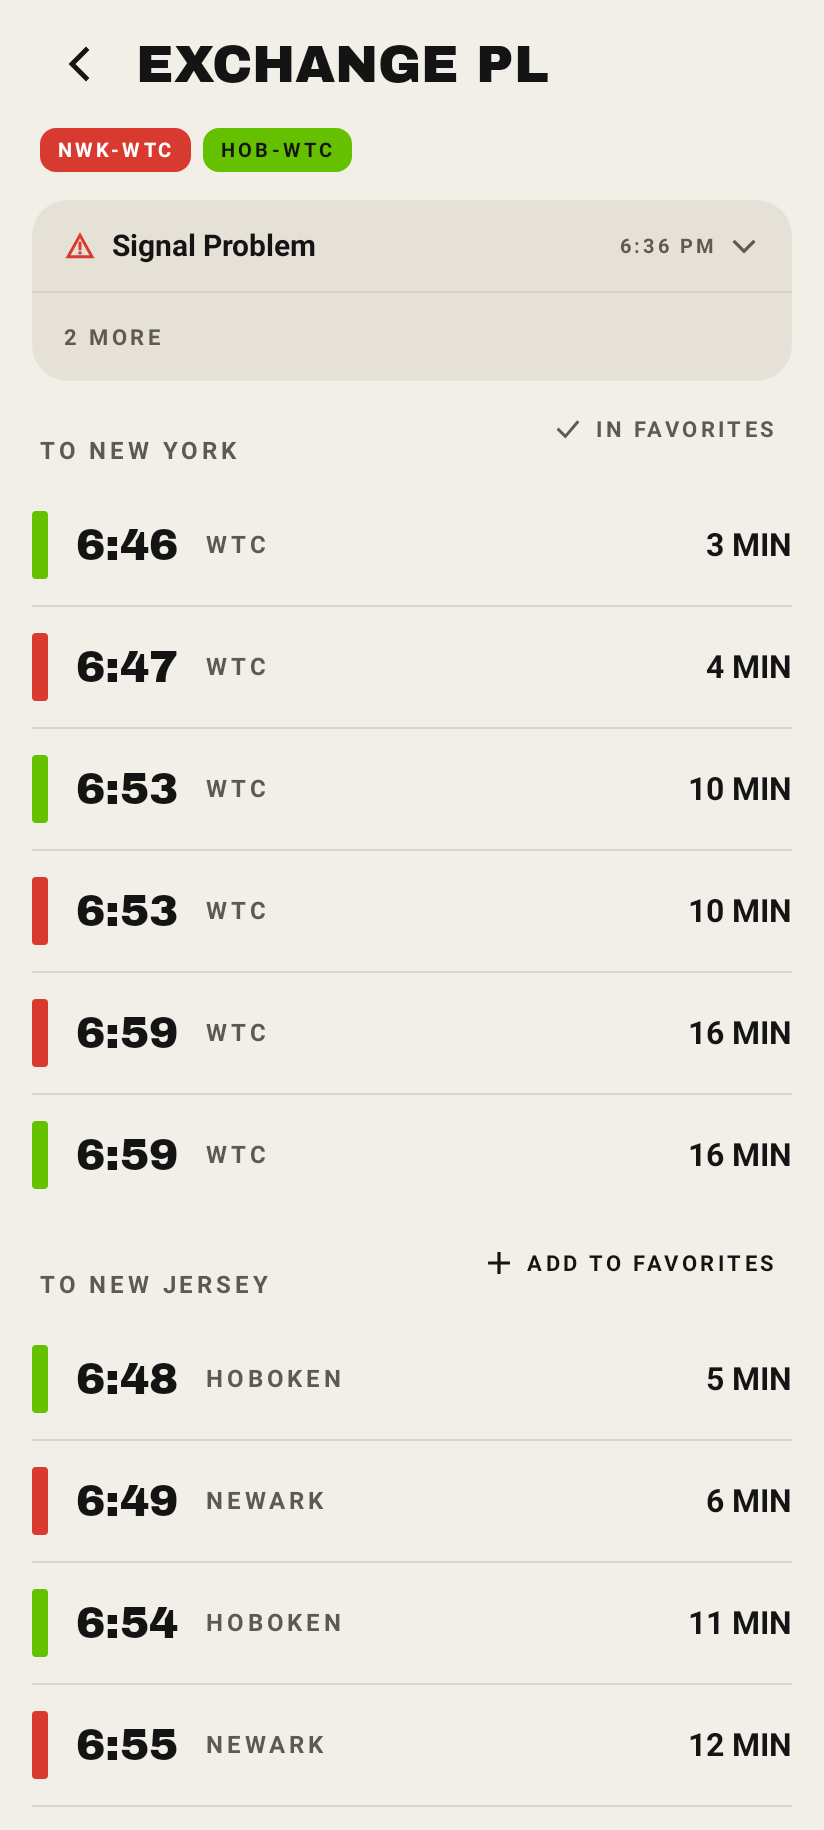 EXCHANGE PL
NWK-WTC HOB-WTC
Signal Problem 6:36 PM
2 MORE
IN FAVORITES
TO NEW YORK
6:46 WTC 3 MIN
6:47 WTC 4 MIN
6:53 WTC 10 MIN
6:53 WTC 10 MIN
6:59 WTC 16 MIN
6:59 WTC 16 MIN
ADD TO FAVORITES
TO NEW JERSEY
6:48 HOBOKEN 5 MIN
6:49 NEWARK 6 MIN
6:54 HOBOKEN 11 MIN
6:55 NEWARK 12 MIN